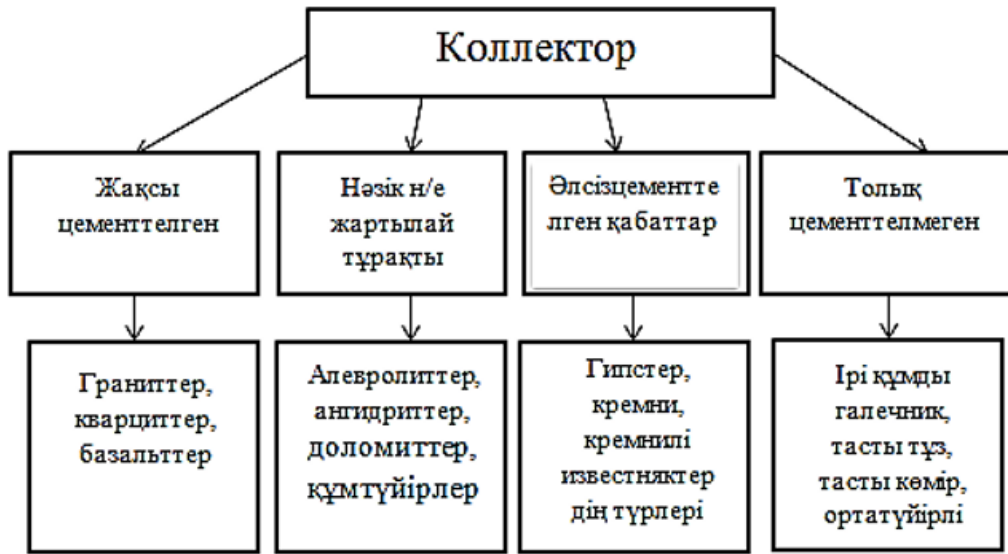 Коллектор
Жақсы
цементтелген
Нәзік н/е
жартылай
тұрақты
Әлсізцементте
лген қабаттар
Толық
цементтелмеген
Граниттер,
кварциттер,
базальттер
Алевролиттер,
ангидриттер,
доломиттер,
құмтүйірлер
Гипстер,
кремни,
кремнилі
известняктер
дің түрлері
Ірі құмды
галечник,
тасты тұз,
тасты көмір,
ортатүйірлі